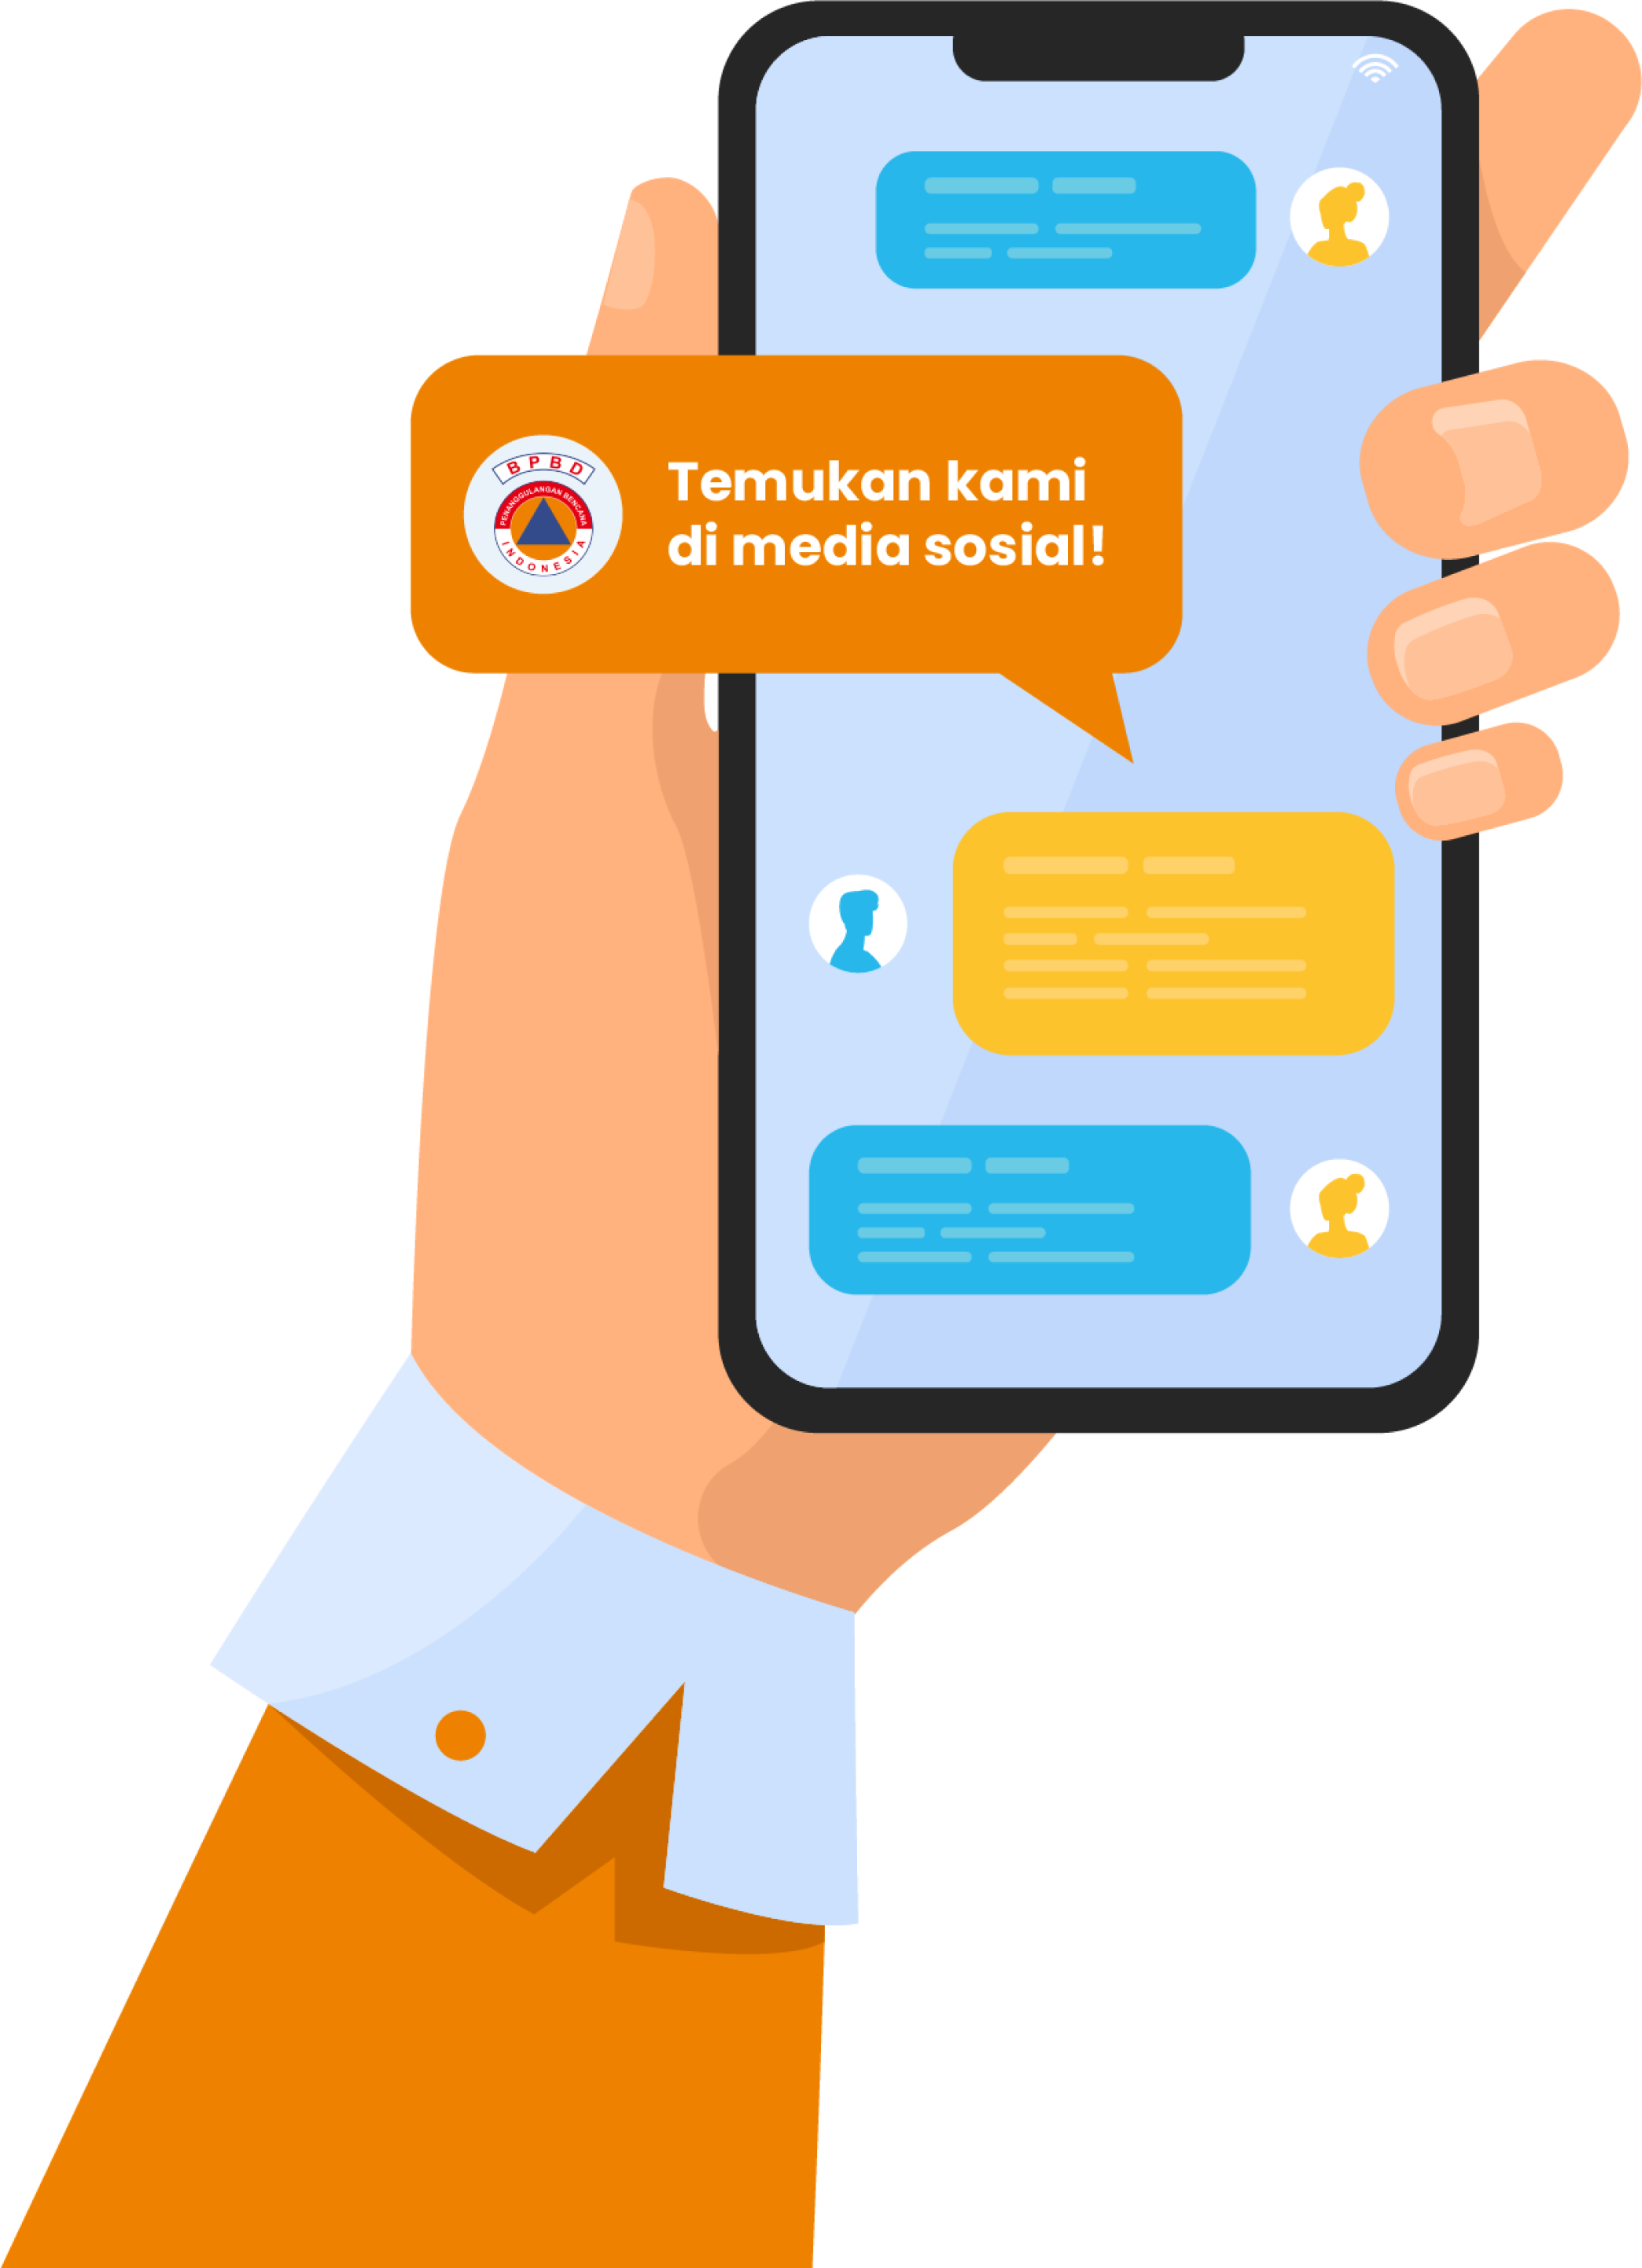 BPBD
PENANGGULANGAN BENCANA
INDONESIA
Temukan kami
di media sosial!